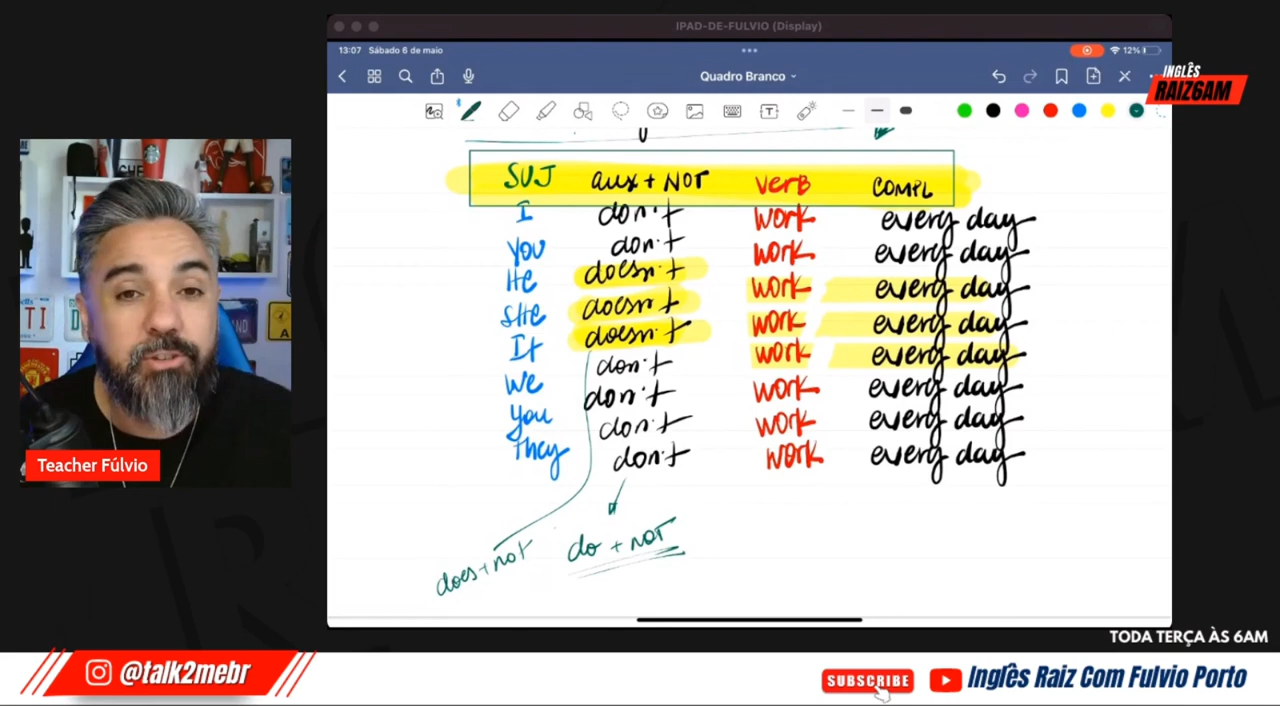 IPAD-DE-FULVIO (Display)
13:07 Sábado 6 de maio
12%
Quadro Branco
INGLÊS
RAIZ6AM
SUJ aux + NOT verb COMPL
I don't work every day
You don't work every day
He doesn't work every day
She doesn't work every day
It doesn't work every day
We don't work every day
You don't work every day
They don't work every day
don't work every day
does+not do + NOT
Teacher Fúlvio
TODA TERÇA ÀS 6AM
@talk2mebr
SUBSCRIBE
Inglês Raiz Com Fulvio Porto